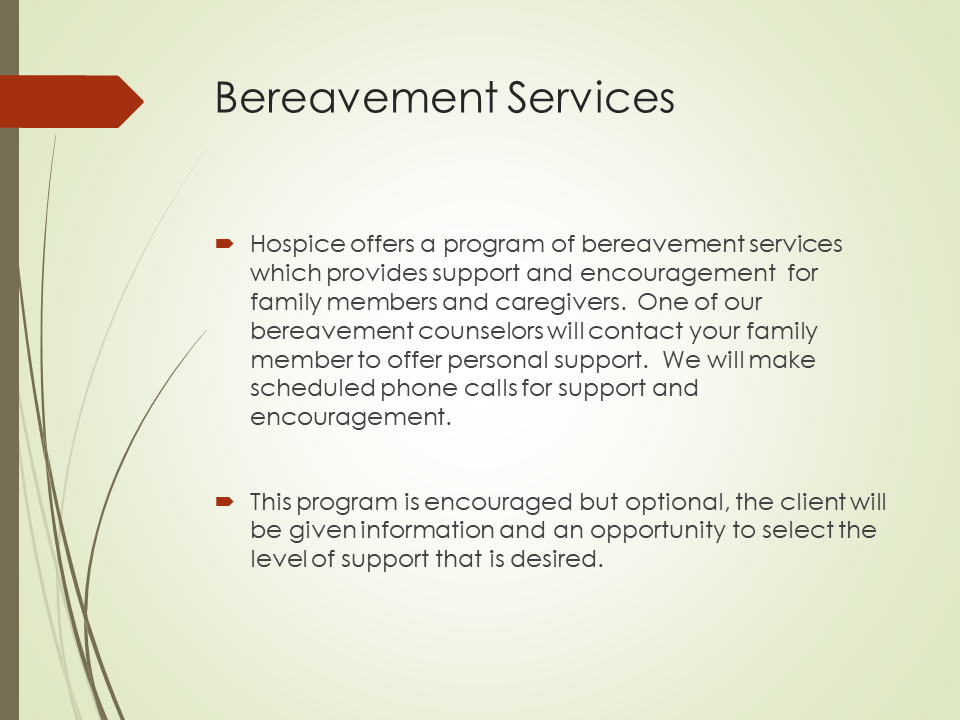 Bereavement Services
Hospice offers a program of bereavement services
which provides support and encouragement  for
family members and caregivers.  One of our
bereavement counselors will contact your family
member to offer personal support.  We will make
scheduled phone calls for support and
encouragement.
This program is encouraged but optional, the client will
be given information and an opportunity to select the
level of support that is desired.